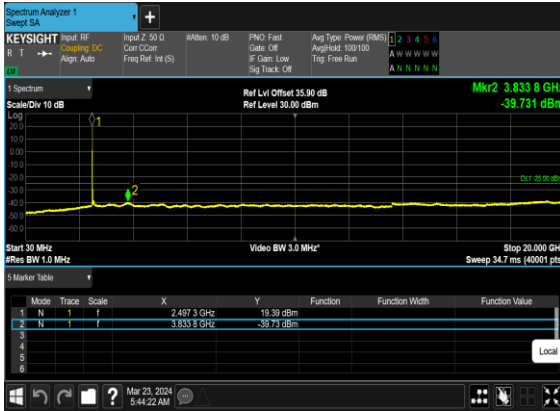 Spectrum Analyzer 1
Swept SA
KEYSIGHT Input: RF Input Z: 50 Ω #Atten: 10 dB PNO: Fast Avg Type: Power (RMS) 1 2 3 4 5 6
R T Coupling: DC Corr CCorr Gate: Off Avg|Hold: 100/100 A W W W W W
Align: Auto Freq Ref: Int (S) IF Gain: Low Trig: Free Run
Sig Track: Off A N N N N N
1 Spectrum Ref Lvl Offset 35.90 dB Mkr2 3.833 8 GHz
Scale/Div 10 dB Ref Level 30.00 dBm -39.731 dBm
Log
20.0
10.0
0.00
-10.0
-20.0
-30.0
-40.0
-50.0
-60.0
1
2
DL1 -25.00 dBm
Start 30 MHz Video BW 3.0 MHz* Stop 20.000 GH
#Res BW 1.0 MHz Sweep 34.7 ms (40001 pts
5 Marker Table
Mode Trace Scale X Y Function Function Width Function Value
1 N 1 f 2.497 3 GHz 19.39 dBm
2 N 1 f 3.833 8 GHz -39.73 dBm
3
4
5
6
Local
Mar 23, 2024
5:44:22 AM